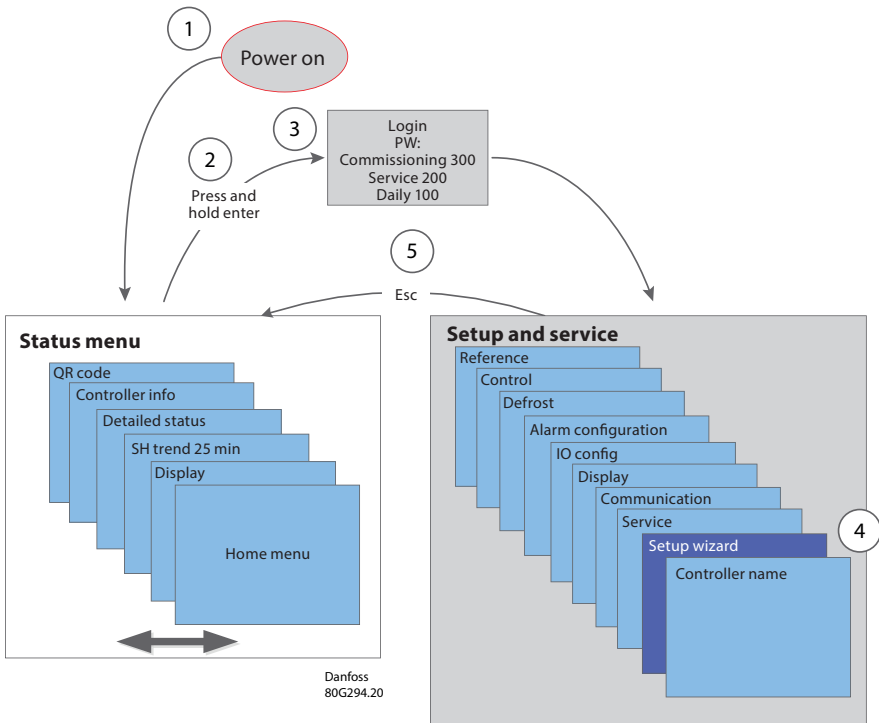 1
Power on
2
Press and
hold enter
3
Login
PW:
Commissioning 300
Service 200
Daily 100
5
Esc
Status menu
QR code
Controller info
Detailed status
SH trend 25 min
Display
Home menu
Setup and service
Reference
Control
Defrost
Alarm configuration
IO config
Display
Communication
Service
Setup wizard
Controller name
4
Danfoss
80G294.20